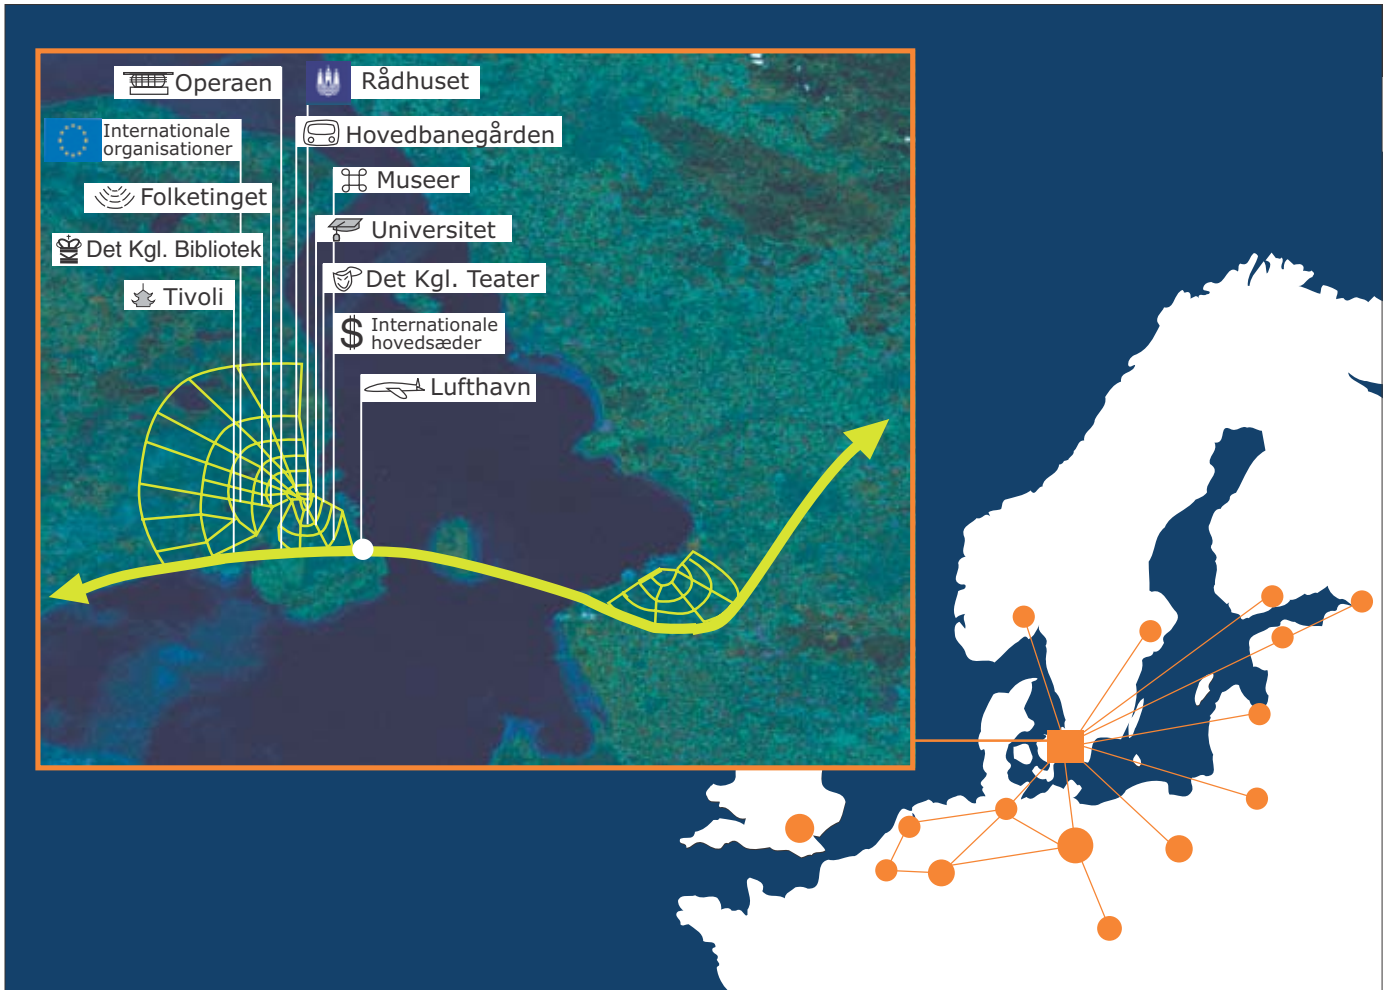 Operaen
Rådhuset
Internationale
organisationer
Hovedbanegården
Folketinget
Museer
Universitet
Det Kgl. Bibliotek
Det Kgl. Teater
Tivoli
$ Internationale
hovedsæder
Lufthavn